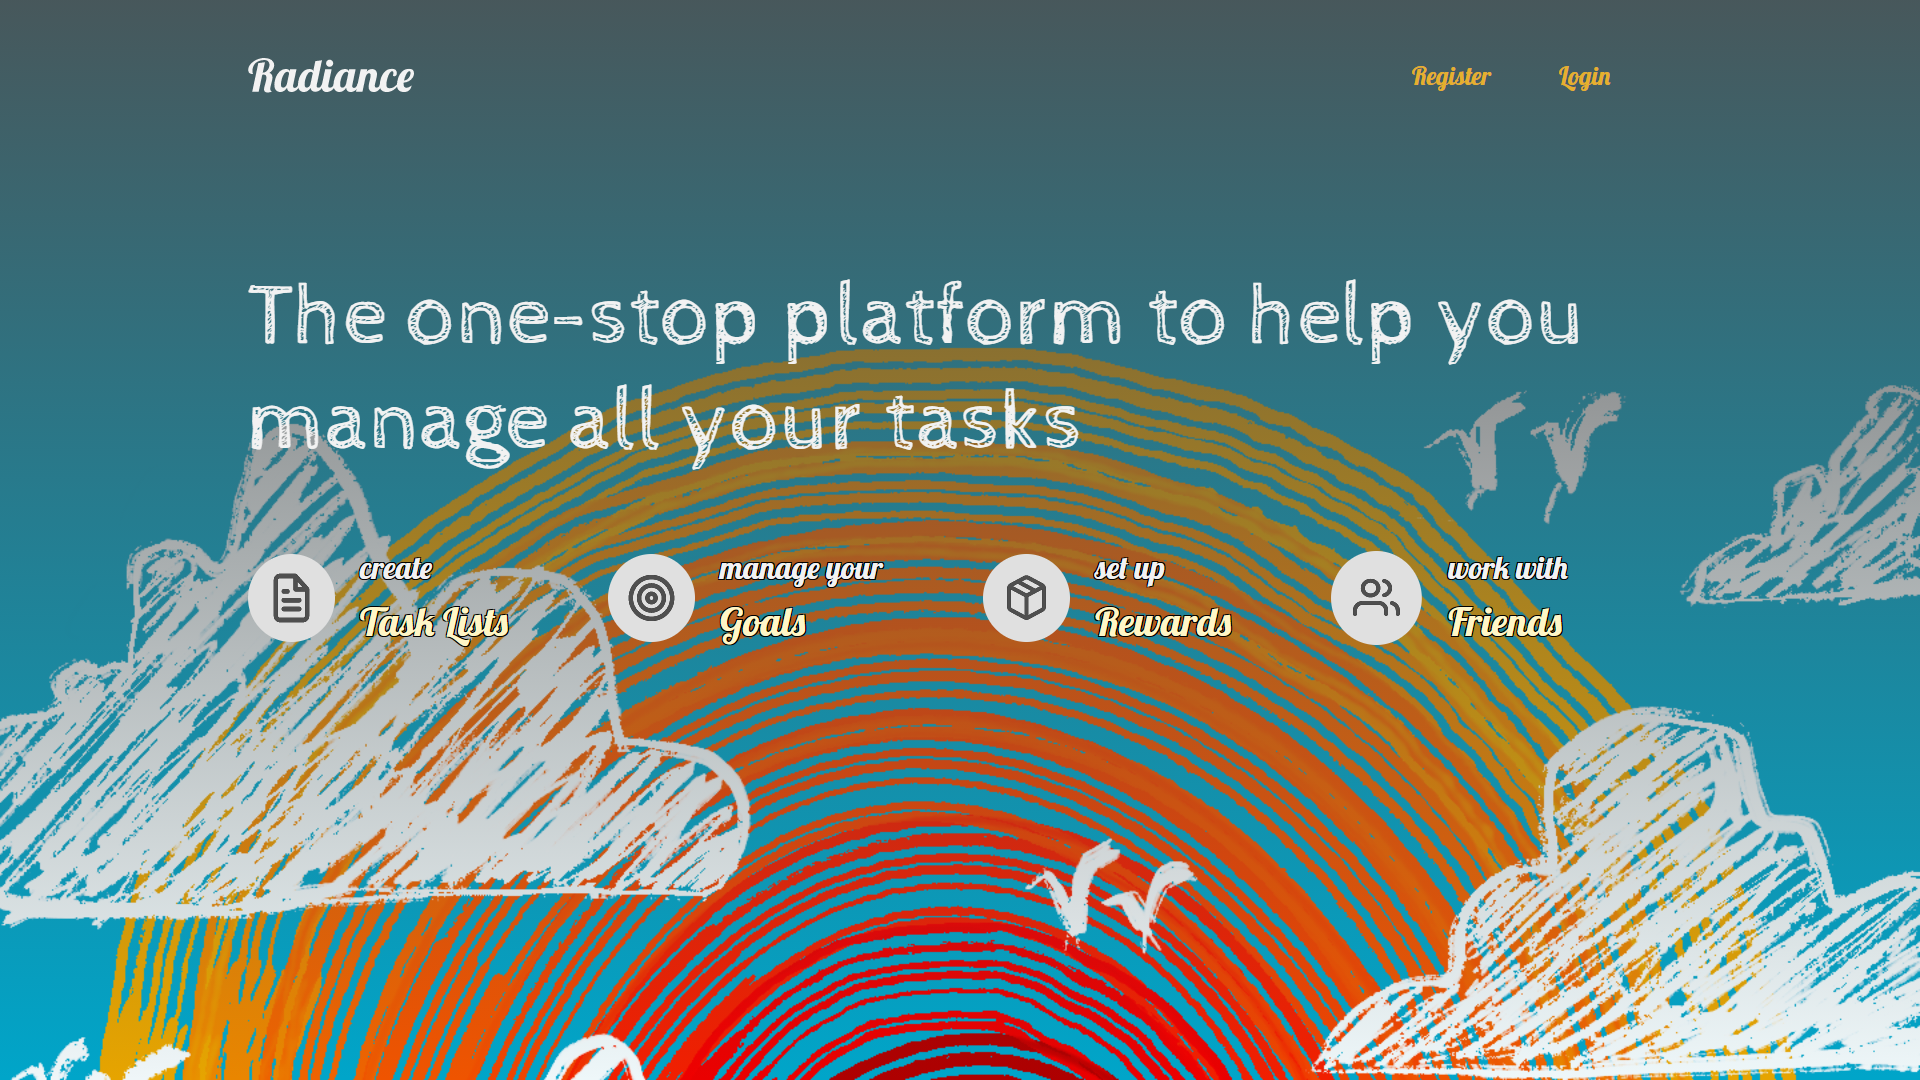 Radiance
Register
Login
The one-stop platform to help you
manage all your tasks
create
Task Lists
manage your
Goals
set up
Rewards
work with
Friends